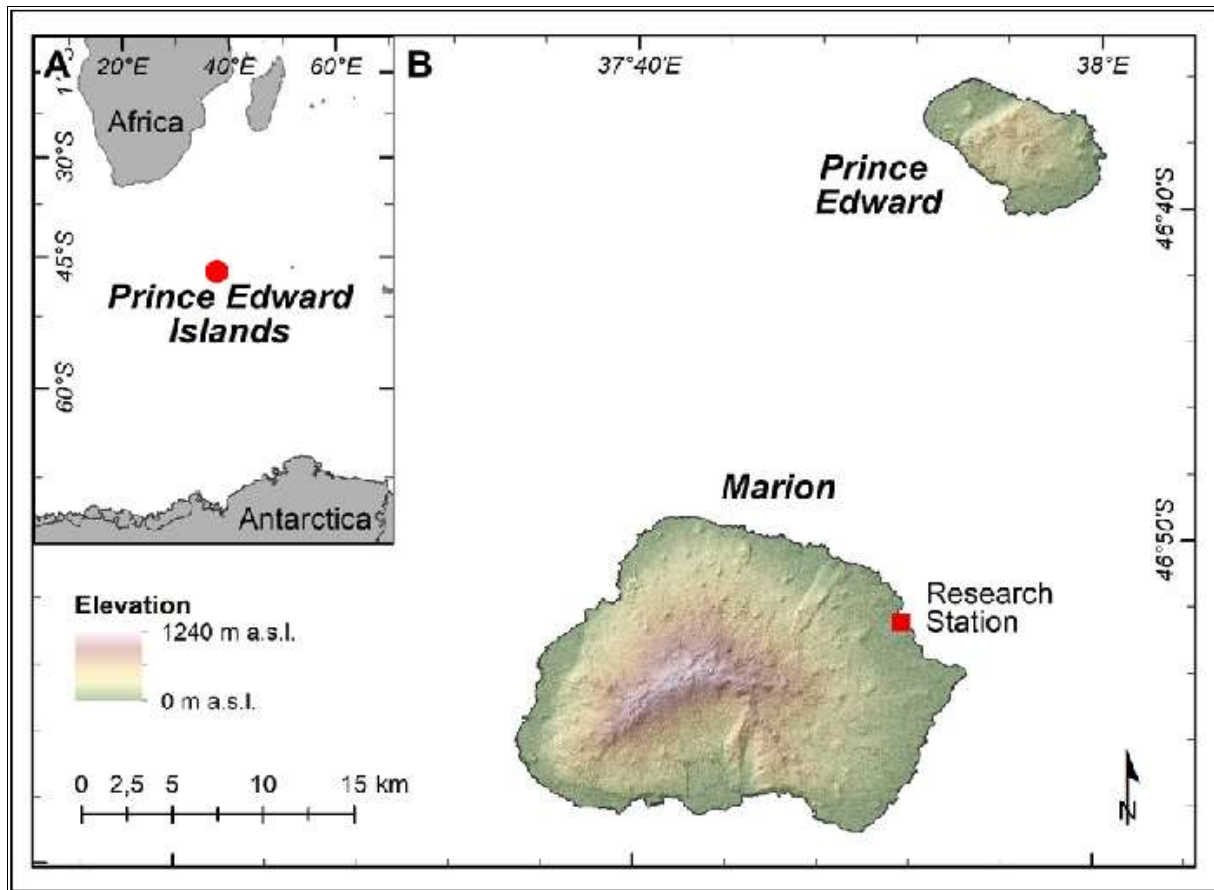 A
20°E 40°E 60°E
Africa
30°S
45°S
Prince Edward
Islands
60°S
Antarctica
B
37°40'E 38°E
Prince
Edward
46°40'S
Marion
46°50'S
Research
Station
Elevation
1240 m a.s.l.
0 m a.s.l.
0 2,5 5 10 15 km
N